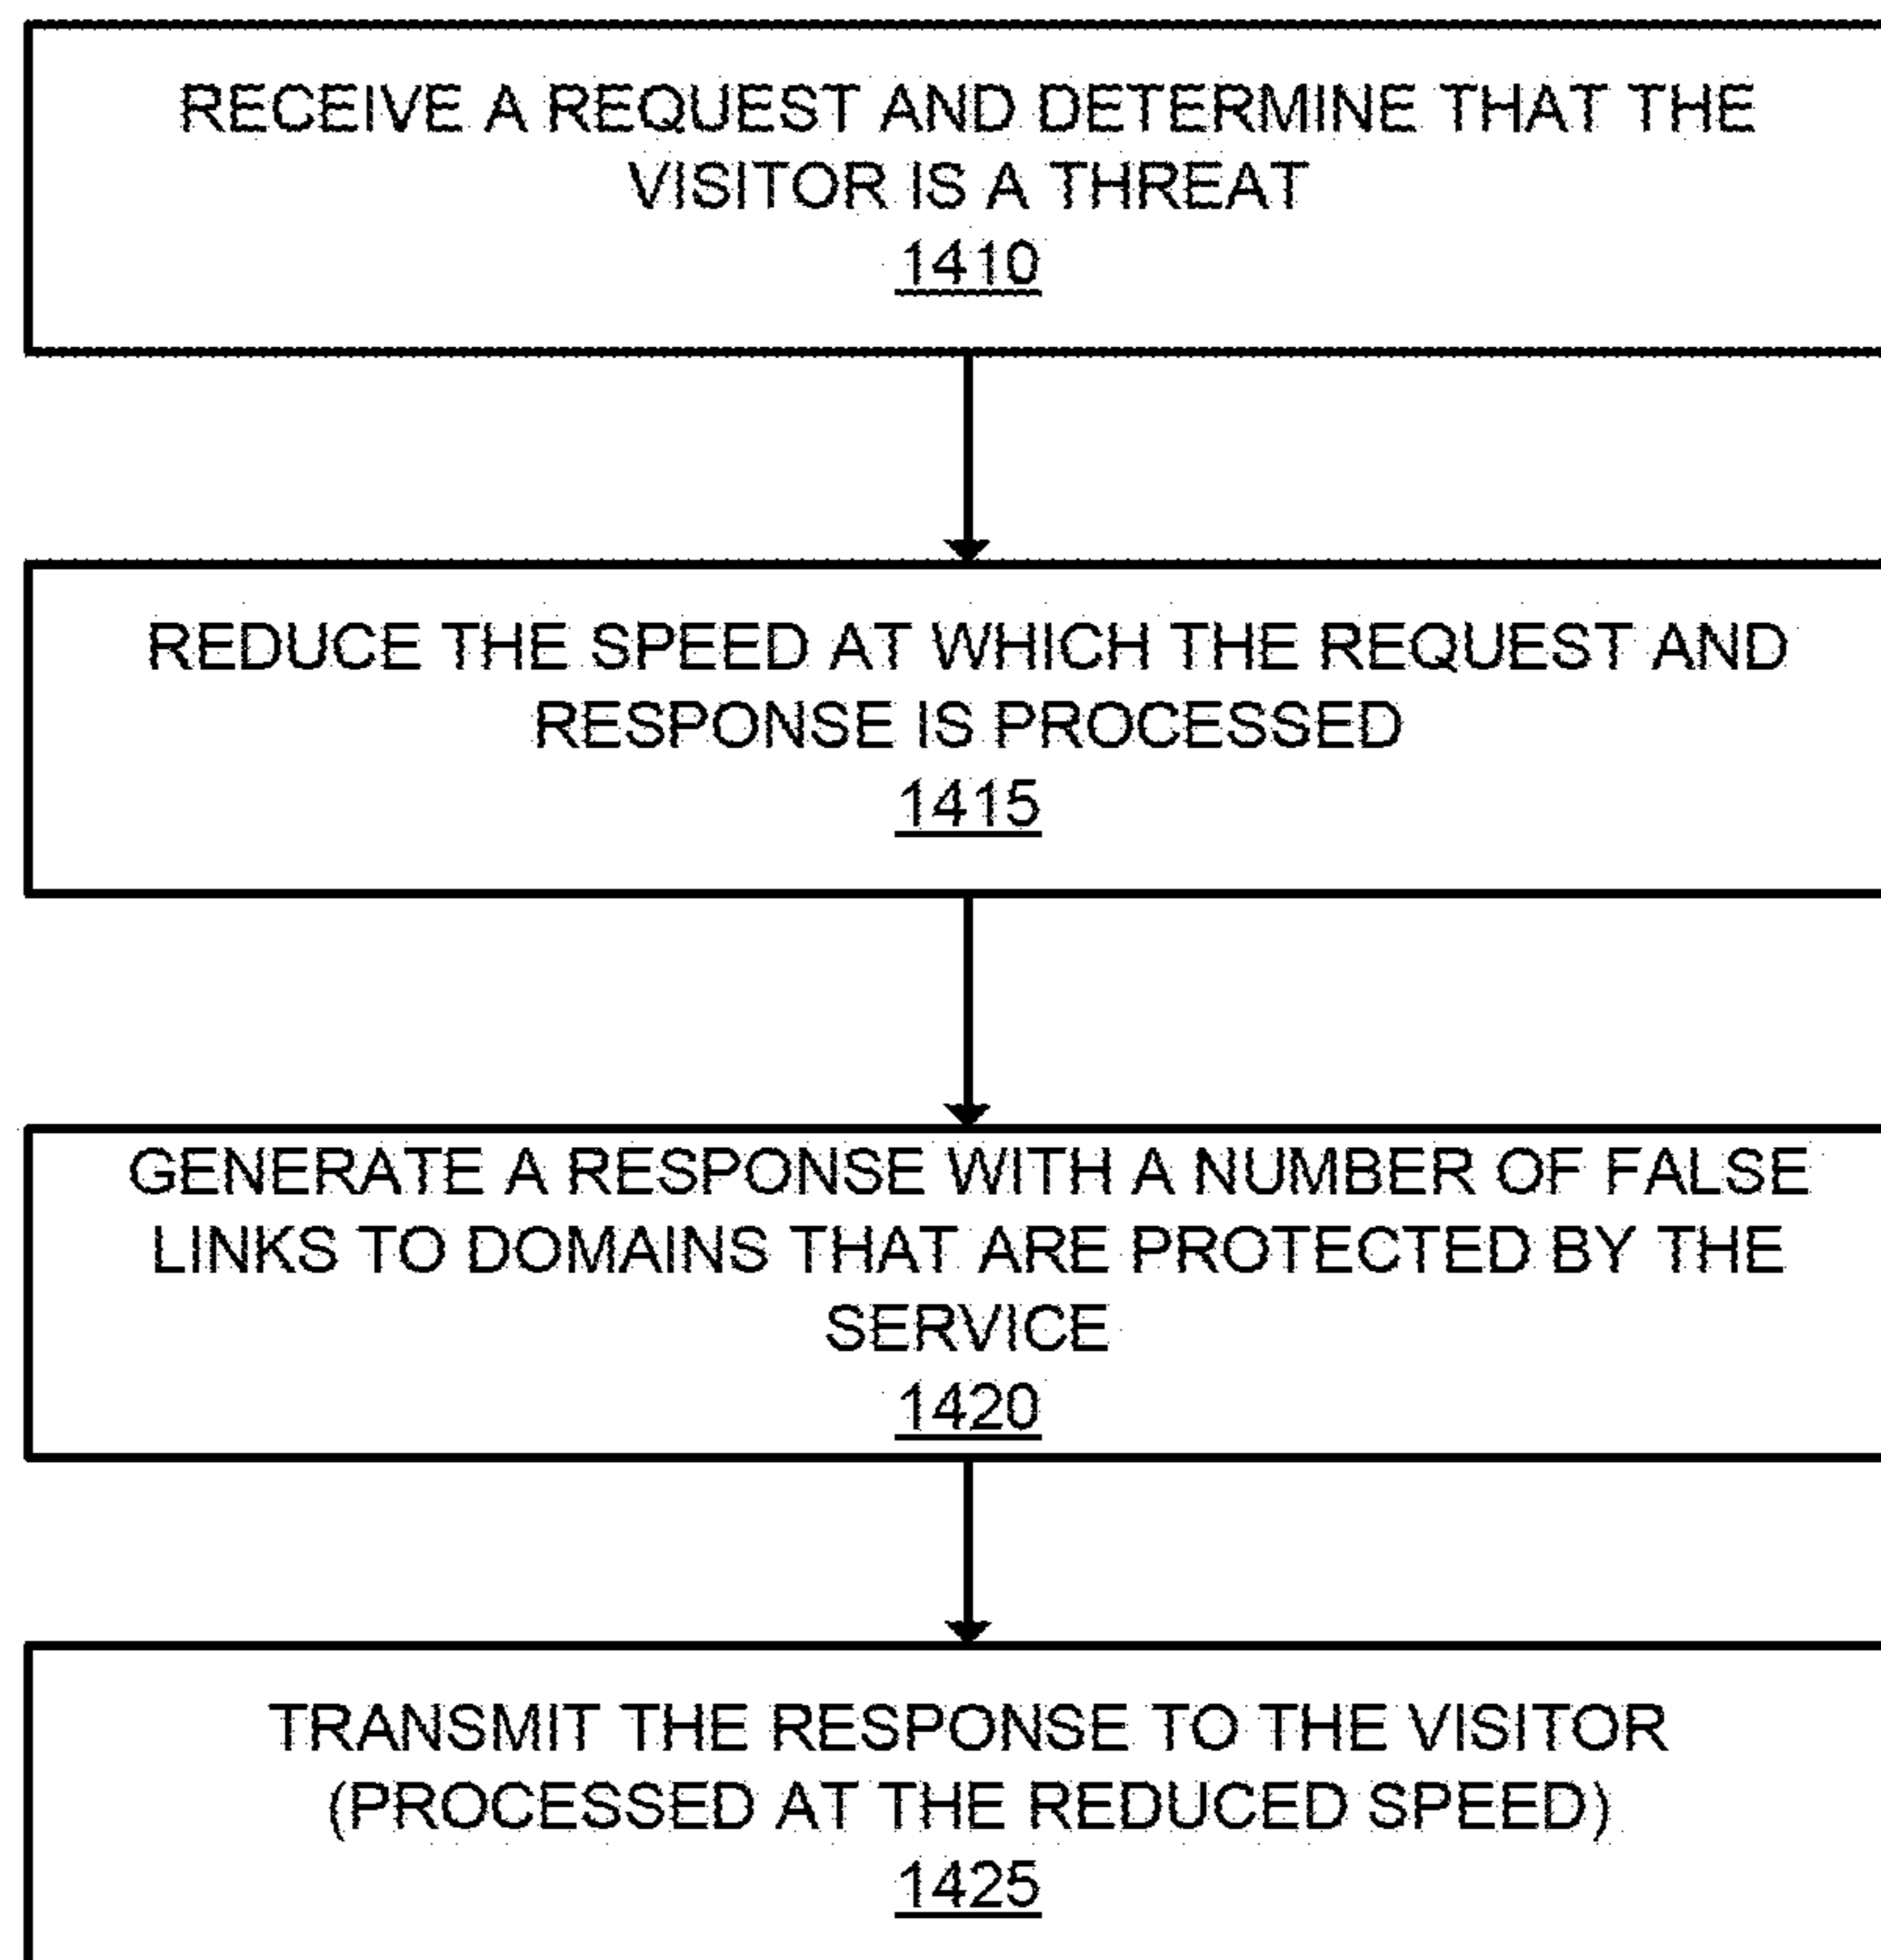 RECEIVE A REQUEST AND DETERMINE THAT THE
VISITOR IS A THREAT
1410
REDUCE THE SPEED AT WHICH THE REQUEST AND
RESPONSE IS PROCESSED
1415
GENERATE A RESPONSE WITH A NUMBER OF FALSE
LINKS TO DOMAINS THAT ARE PROTECTED BY THE
SERVICE
1420
TRANSMIT THE RESPONSE TO THE VISITOR
(PROCESSED AT THE REDUCED SPEED)
1425